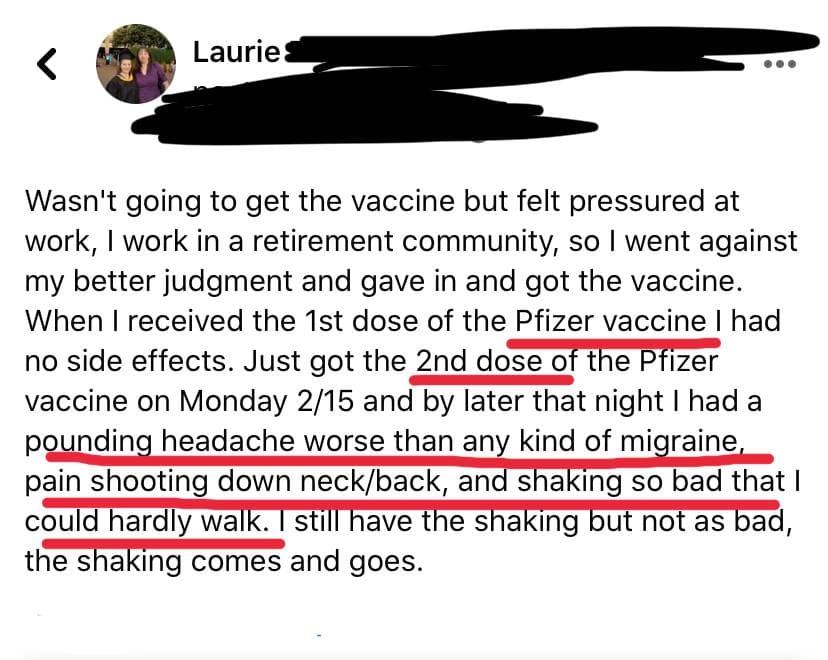 Laurie
Wasn't going to get the vaccine but felt pressured at
work, I work in a retirement community, so I went against
my better judgment and gave in and got the vaccine.
When I received the 1st dose of the Pfizer vaccine I had
no side effects. Just got the 2nd dose of the Pfizer
vaccine on Monday 2/15 and by later that night I had a
pounding headache worse than any kind of migraine,
pain shooting down neck/back, and shaking so bad that I
could hardly walk. I still have the shaking but not as bad,
the shaking comes and goes.